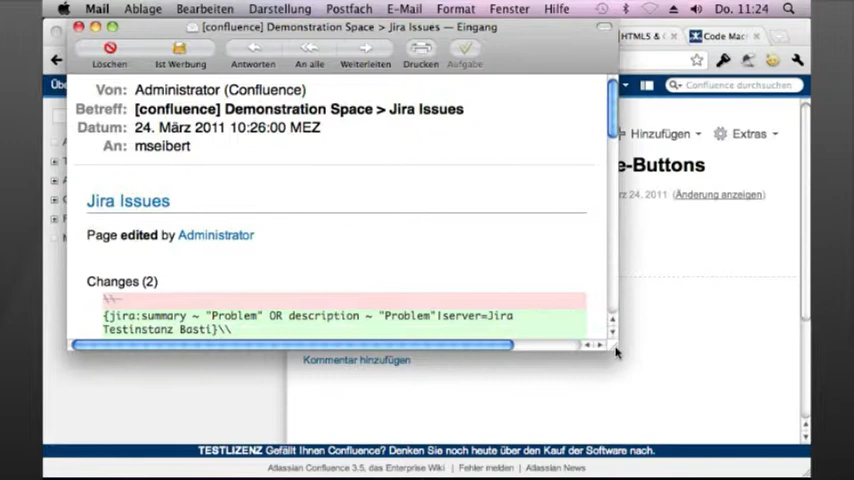 Mail Ablage Bearbeiten Darstellung Postfach E-Mail Format Fenster Hilfe Do. 11:24
[confluence] Demonstration Space > Jira Issues — Eingang
HTML5 &
Code Mac
Löschen Ist Werbung Antworten An alle Weiterleiten Drucken Aufgabe
Confluence durchsuchen
Von: Administrator (Confluence)
Betreff: [confluence] Demonstration Space > Jira Issues
Datum: 24. März 2011 10:26:00 MEZ
An: mseibert
Hinzufügen Extras
e-Buttons
rz 24, 2011 (Änderung anzeigen)
Jira Issues
Page edited by Administrator
Changes (2)
{jira:summary ~ "Problem" OR description ~ "Problem"|server=Jira
Testinstanz Basti}\\
Kommentar hinzufügen
TESTLIZENZ Gefällt Ihnen Confluence? Denken Sie noch heute über den Kauf der Software nach.
Atlassian Confluence 3.5, das Enterprise Wiki | Fehler melden | Atlassian News